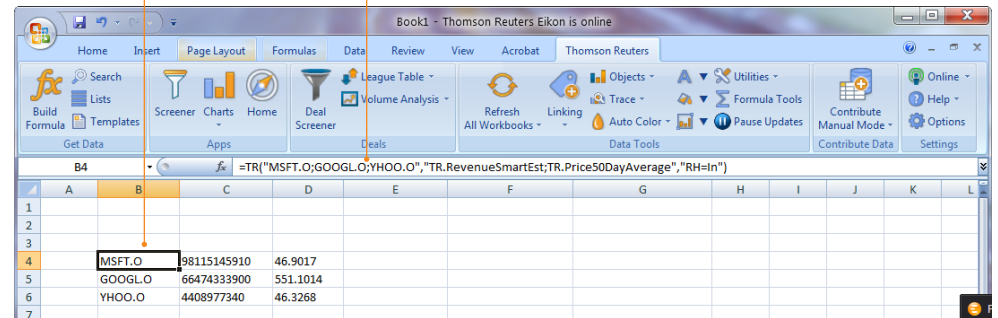 Book1 - Thomson Reuters Eikon is online
Home Insert Page Layout Formulas Data Review View Acrobat Thomson Reuters
fx Search League Table Objects A Utilities Online
Lists Volume Analysis Trace Formula Tools Help
Templates Auto Color Pause Updates Options
Build Formula
Screener Charts Home
Deal Screener
Refresh All Workbooks
Linking
Contribute Manual Mode
Get Data Apps Deals Data Tools Contribute Data Settings
B4 fx =TR("MSFT.O;GOOGL.O;YHOO.O","TR.RevenueSmartEst;TR.Price50DayAverage","RH=In")
A B C D E F G H I J K L
1
2
3
4 MSFT.O 98115145910 46.9017
5 GOOGL.O 66474333900 551.1014
6 YHOO.O 4408977340 46.3268
7